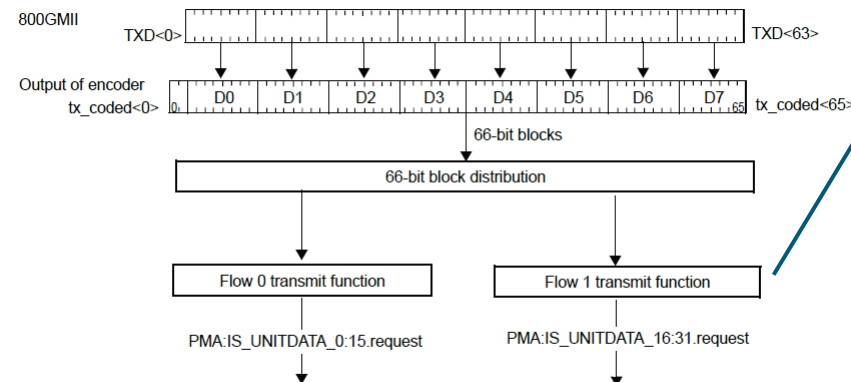 800GMII
TXD<0>
TXD<63>
Output of encoder
tx_coded<0>
0 D0 D1 D2 D3 D4 D5 D6 D7 65
tx_coded<65>
66-bit blocks
66-bit block distribution
Flow 0 transmit function
Flow 1 transmit function
PMA:IS_UNITDATA_0:15.request
PMA:IS_UNITDATA_16:31.request